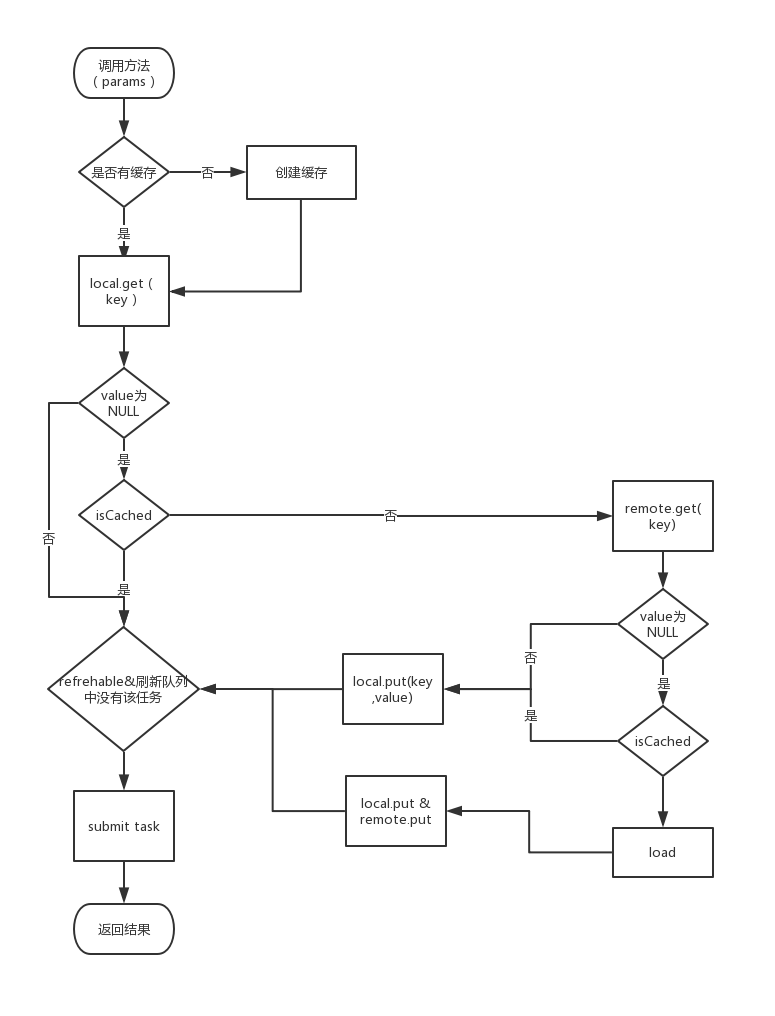 调用方法
（ params ）
是否有缓存
否
创建缓存
是
local.get（
key ）
value为
NULL
是
isCached
否
remote.get(
key)
否
是
value为
NULL
refrehable&刷新队列
中没有该任务
local.put(key
,value)
否
是
是
isCached
local.put &
remote.put
submit task
load
返回结果